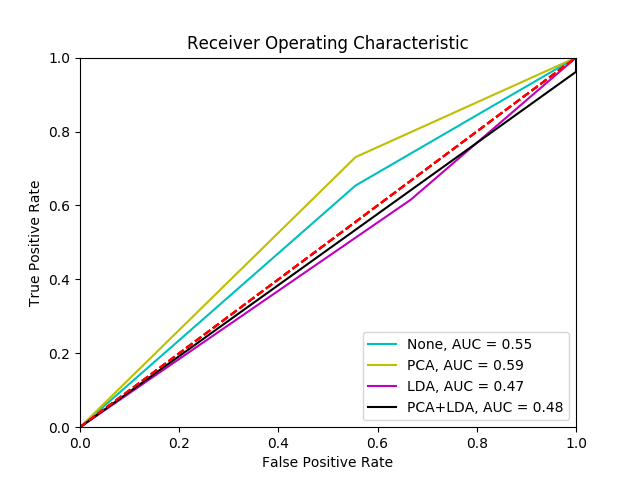 Receiver Operating Characteristic
True Positive Rate
1.0
0.8
0.6
0.4
0.2
0.0
None, AUC = 0.55
PCA, AUC = 0.59
LDA, AUC = 0.47
PCA+LDA, AUC = 0.48
0.0 0.2 0.4 0.6 0.8 1.0
False Positive Rate